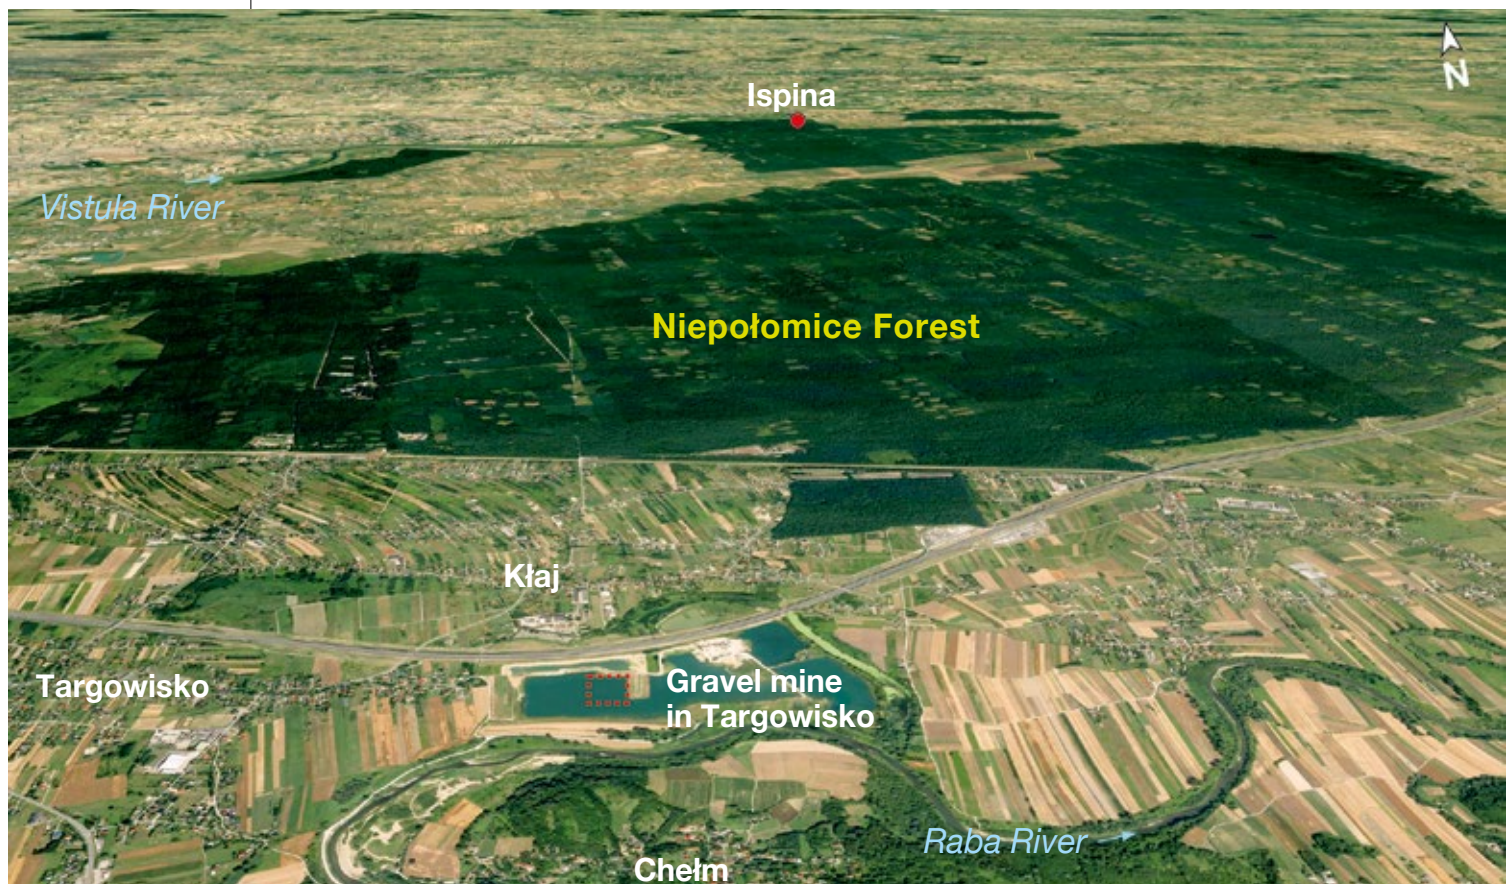 N
Ispina
Vistula River
Niepołomice Forest
Kłaj
Targowisko
Gravel mine
in Targowisko
Raba River
Chełm